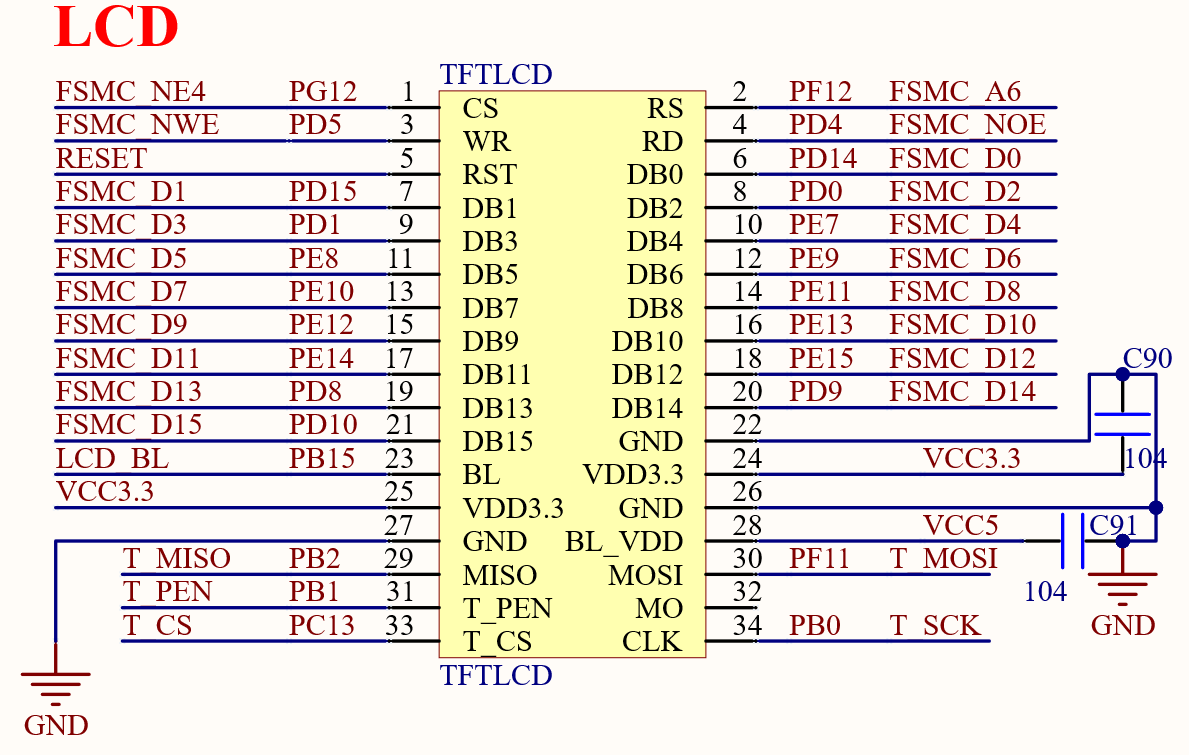 LCD
TFTLCD
FSMC_NE4 PG12 1 CS RS 2 PF12 FSMC_A6
FSMC_NWE PD5 3 WR RD 4 PD4 FSMC_NOE
RESET 5 RST DB0 6 PD14 FSMC_D0
FSMC_D1 PD15 7 DB1 DB2 8 PD0 FSMC_D2
FSMC_D3 PD1 9 DB3 DB4 10 PE7 FSMC_D4
FSMC_D5 PE8 11 DB5 DB6 12 PE9 FSMC_D6
FSMC_D7 PE10 13 DB7 DB8 14 PE11 FSMC_D8
FSMC_D9 PE12 15 DB9 DB10 16 PE13 FSMC_D10
FSMC_D11 PE14 17 DB11 DB12 18 PE15 FSMC_D12 C90
FSMC_D13 PD8 19 DB13 DB14 20 PD9 FSMC_D14
FSMC_D15 PD10 21 DB15 GND 22
LCD_BL PB15 23 BL VDD3.3 24 VCC3.3 104
VCC3.3 25 VDD3.3 GND 26
27 GND BL_VDD 28 VCC5 C91
T_MISO PB2 29 MISO MOSI 30 PF11 T_MOSI
T_PEN PB1 31 T_PEN MO 32 104
T_CS PC13 33 T_CS CLK 34 PB0 T_SCK GND
TFTLCD
GND